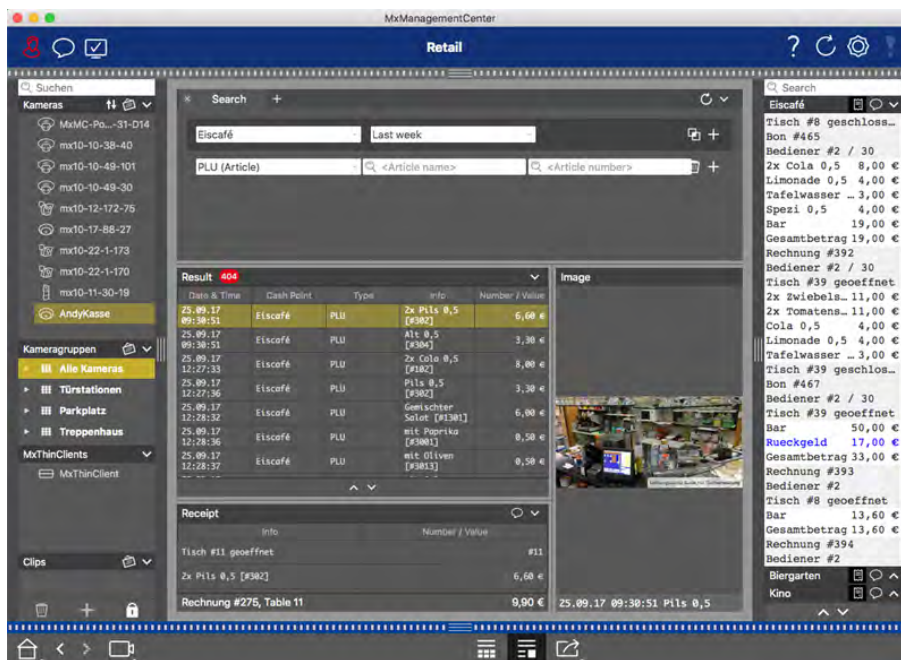 MxManagementCenter
Retail
Suchen
Kameras
MxMC-Po...-31-D14
mx10-10-38-40
mx10-10-49-101
mx10-10-49-30
mx10-12-172-75
mx10-17-88-27
mx10-22-1-173
mx10-22-1-170
mx10-11-30-19
AndyKasse
Kameragruppen
Alle Kameras
Türstationen
Parkplatz
Treppenhaus
MxThinClients
MxThinClient
Clips
Search
Eiscafé
Last week
PLU (Article)
<Article name>
<Article number>
Result 404
Date & Time Cash Point Type Info Number / Value
25.09.17 09:30:51 Eiscafé PLU 2x Pils 0,5 [#302] 6,60 €
25.09.17 09:30:51 Eiscafé PLU Alt 0,5 [#304] 3,30 €
25.09.17 12:27:33 Eiscafé PLU 2x Cola 0,5 [#102] 8,00 €
25.09.17 12:27:36 Eiscafé PLU Pils 0,5 [#302] 3,30 €
25.09.17 12:28:32 Eiscafé PLU Gemischter Salat [#1301] 6,00 €
25.09.17 12:28:36 Eiscafé PLU mit Paprika [#3001] 0,50 €
25.09.17 12:28:37 Eiscafé PLU mit Oliven [#3013] 0,50 €
Receipt
Info Number / Value
Tisch #11 geoeffnet #11
2x Pils 0,5 [#302] 6,60 €
Rechnung #275, Table 11 9,90 €
Image
25.09.17 09:30:51 Pils 0,5
Search
Eiscafé
Tisch #8 geschloss…
Bon #465
Bediener #2 / 30
2x Cola 0,5 8,00 €
Limonade 0,5 4,00 €
Tafelwasser … 3,00 €
Spezi 0,5 4,00 €
Bar 19,00 €
Gesamtbetrag 19,00 €
Rechnung #392
Bediener #2 / 30
Tisch #39 geoeffnet
2x Zwiebels… 11,00 €
2x Tomatens… 11,00 €
Cola 0,5 4,00 €
Limonade 0,5 4,00 €
Tafelwasser … 3,00 €
Tisch #39 geschlos…
Bon #467
Bediener #2 / 30
Tisch #39 geoeffnet
Bar 50,00 €
Rueckgeld 17,00 €
Gesamtbetrag 33,00 €
Rechnung #393
Bediener #2
Tisch #8 geoeffnet
Bar 13,60 €
Gesamtbetrag 13,60 €
Rechnung #394
Bediener #2
Biergarten
Kino